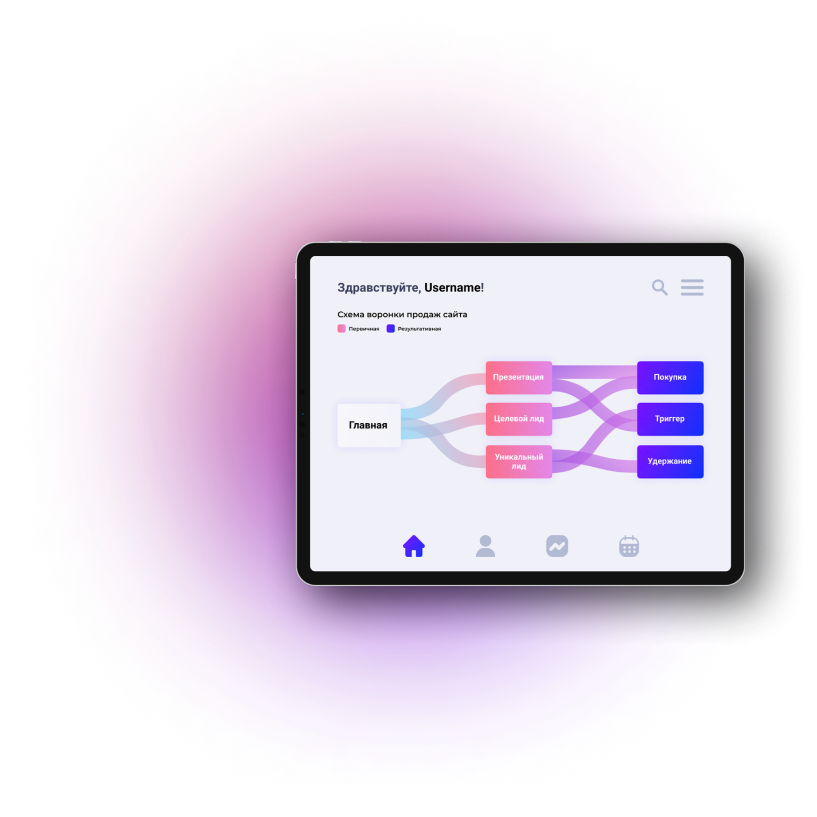 Здравствуйте, Username!
Схема воронки продаж сайта
Первичная Результативная
Главная
Презентация
Целевой лид
Уникальный
лид
Покупка
Триггер
Удержание